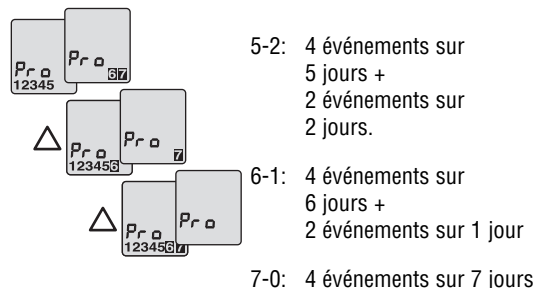 Pro
12345
Pro
67
5-2: 4 événements sur
5 jours +
2 événements sur
2 jours.
Pro
123456
Pro
7
6-1: 4 événements sur
6 jours +
2 événements sur 1 jour
Pro
1234567
Pro
7-0: 4 événements sur 7 jours